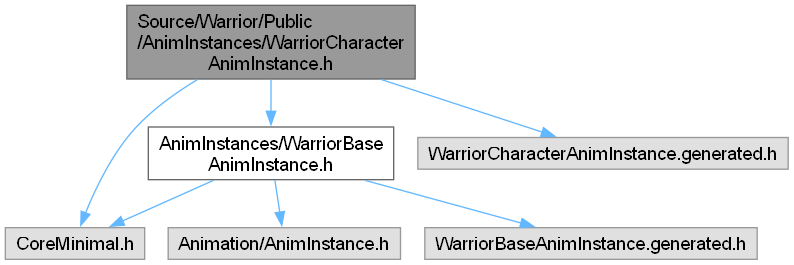 Source/Warrior/Public
/AnimInstances/WarriorCharacter
AnimInstance.h
AnimInstances/WarriorBase
AnimInstance.h
WarriorCharacterAnimInstance.generated.h
CoreMinimal.h
Animation/AnimInstance.h
WarriorBaseAnimInstance.generated.h